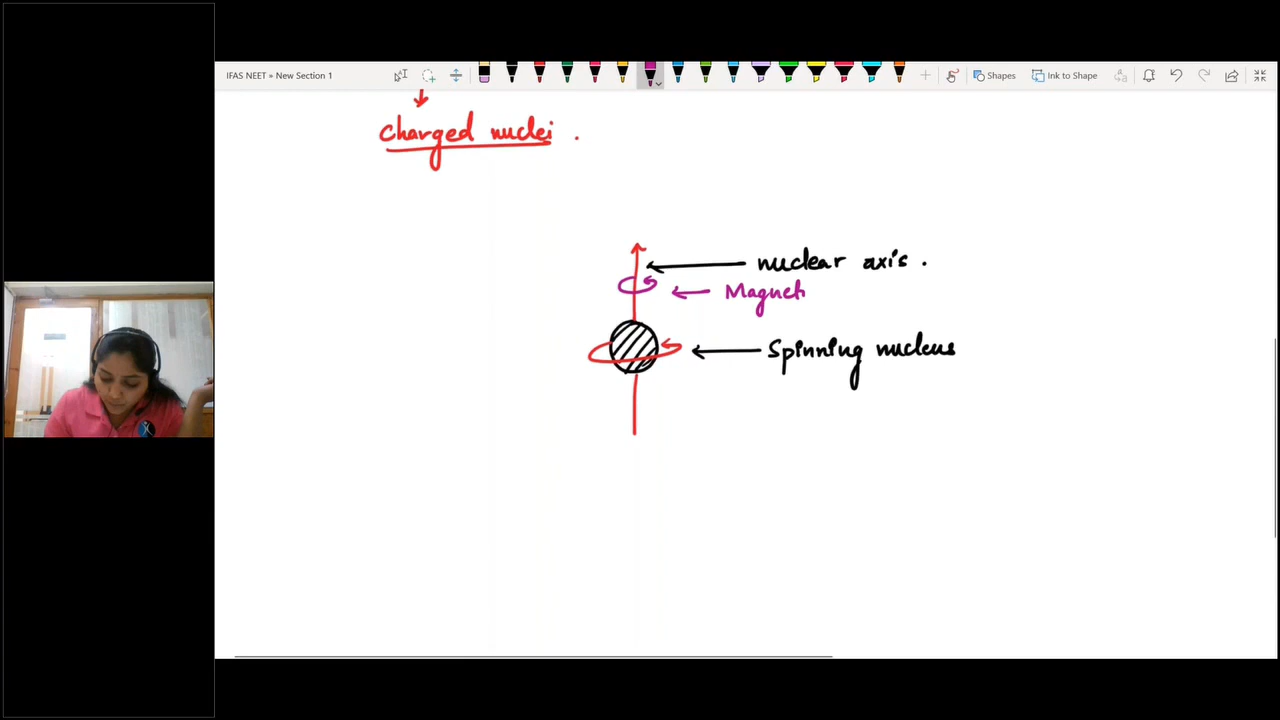 IFAS NEET » New Section 1
Shapes
Ink to Shape
charged nuclei .
nuclear axis .
Magnet
Spinning nucleus